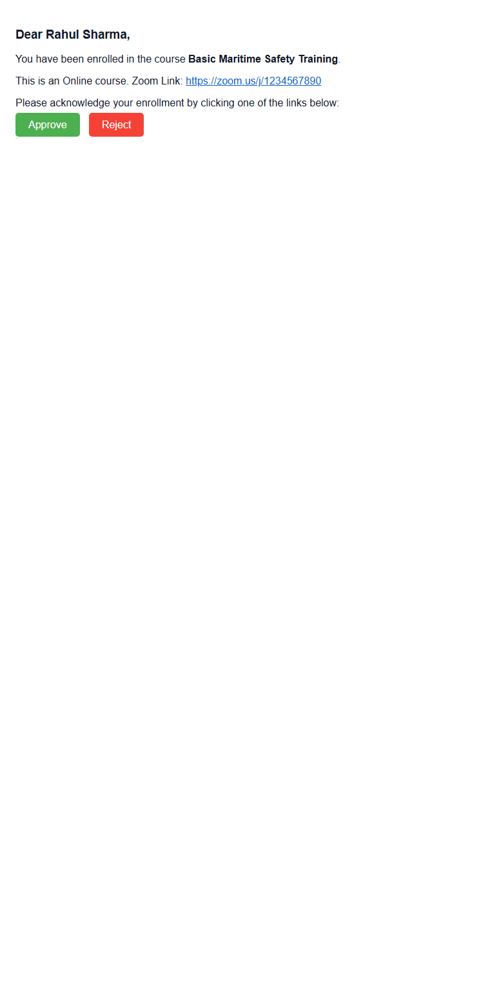 Dear Rahul Sharma,
You have been enrolled in the course Basic Maritime Safety Training.
This is an Online course. Zoom Link: https://zoom.us/j/1234567890
Please acknowledge your enrollment by clicking one of the links below:
Approve Reject